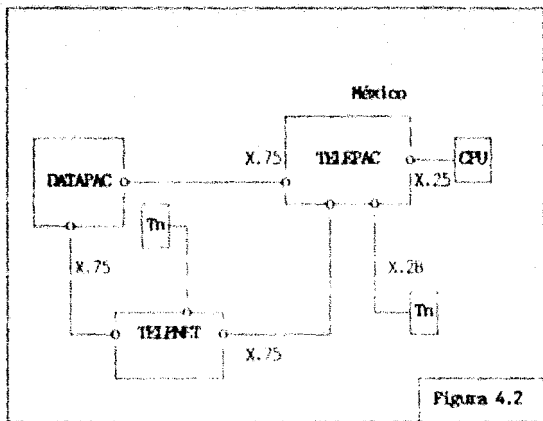 México
X.75
TELEPAC
CPU
DATAPAC
X.25
Tn
X.75
X.28
TELENET
Tn
X.75
Figura 4.2